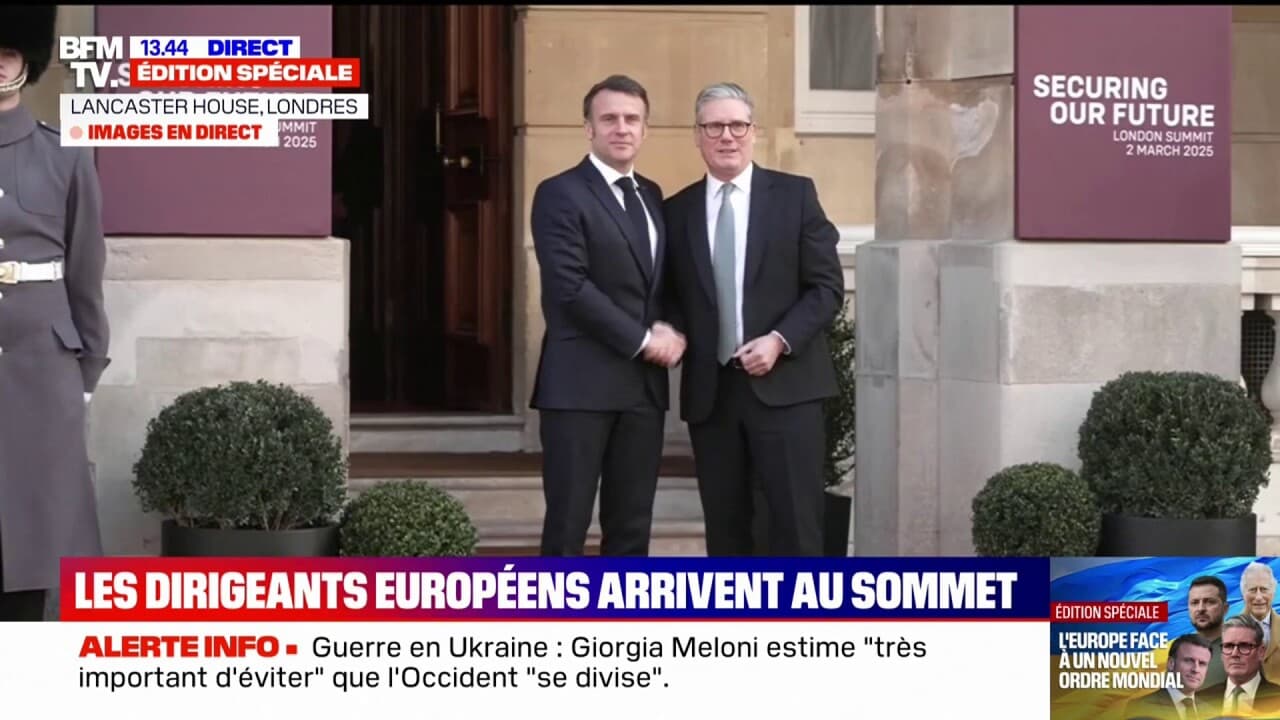 BFM
TV.
13.44 DIRECT
ÉDITION SPÉCIALE
LANCASTER HOUSE, LONDRES
IMAGES EN DIRECT
SUMMIT
2025
SECURING
OUR FUTURE
LONDON SUMMIT
2 MARCH 2025
LES DIRIGEANTS EUROPÉENS ARRIVENT AU SOMMET
ALERTE INFO Guerre en Ukraine : Giorgia Meloni estime "très
important d'éviter" que l'Occident "se divise".
ÉDITION SPÉCIALE
L'EUROPE FACE
À UN NOUVEL
ORDRE MONDIAL